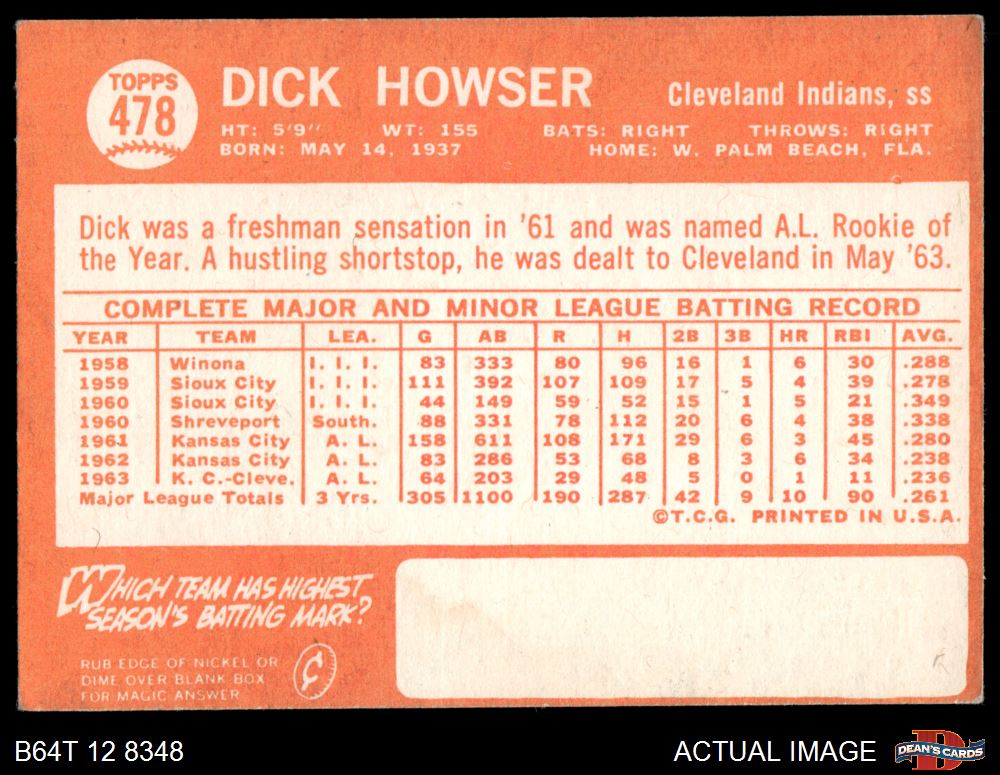 TOPPS
478
DICK HOWSER
Cleveland Indians, ss
HT: 5'9" WT: 155 BATS: RIGHT THROWS: RIGHT
BORN: MAY 14, 1937 HOME: W. PALM BEACH, FLA.
Dick was a freshman sensation in '61 and was named A.L. Rookie of
the Year. A hustling shortstop, he was dealt to Cleveland in May '63.
COMPLETE MAJOR AND MINOR LEAGUE BATTING RECORD
YEAR TEAM LEA. G AB R H 2B 3B HR RBI AVG.
1958 Winona I. I. I. 83 333 80 96 16 1 6 30 .288
1959 Sioux City I. I. I. 111 392 107 109 17 5 4 39 .278
1960 Sioux City I. I. I. 44 149 59 52 15 1 5 21 .349
1960 Shreveport South. 88 331 78 112 20 6 4 38 .338
1961 Kansas City A. L. 158 611 108 171 29 6 3 45 .280
1962 Kansas City A. L. 83 286 53 68 8 3 6 34 .238
1963 K. C.-Cleve. A. L. 64 203 29 48 5 0 1 11 .236
Major League Totals 3 Yrs. 305 1100 190 287 42 9 10 90 .261
©T.C.G. PRINTED IN U.S.A.
WHICH TEAM HAS HIGHEST
SEASON'S BATTING MARK?
RUB EDGE OF NICKEL OR
DIME OVER BLANK BOX
FOR MAGIC ANSWER
¢
B64T 12 8348
ACTUAL IMAGE
DEAN'S CARDS